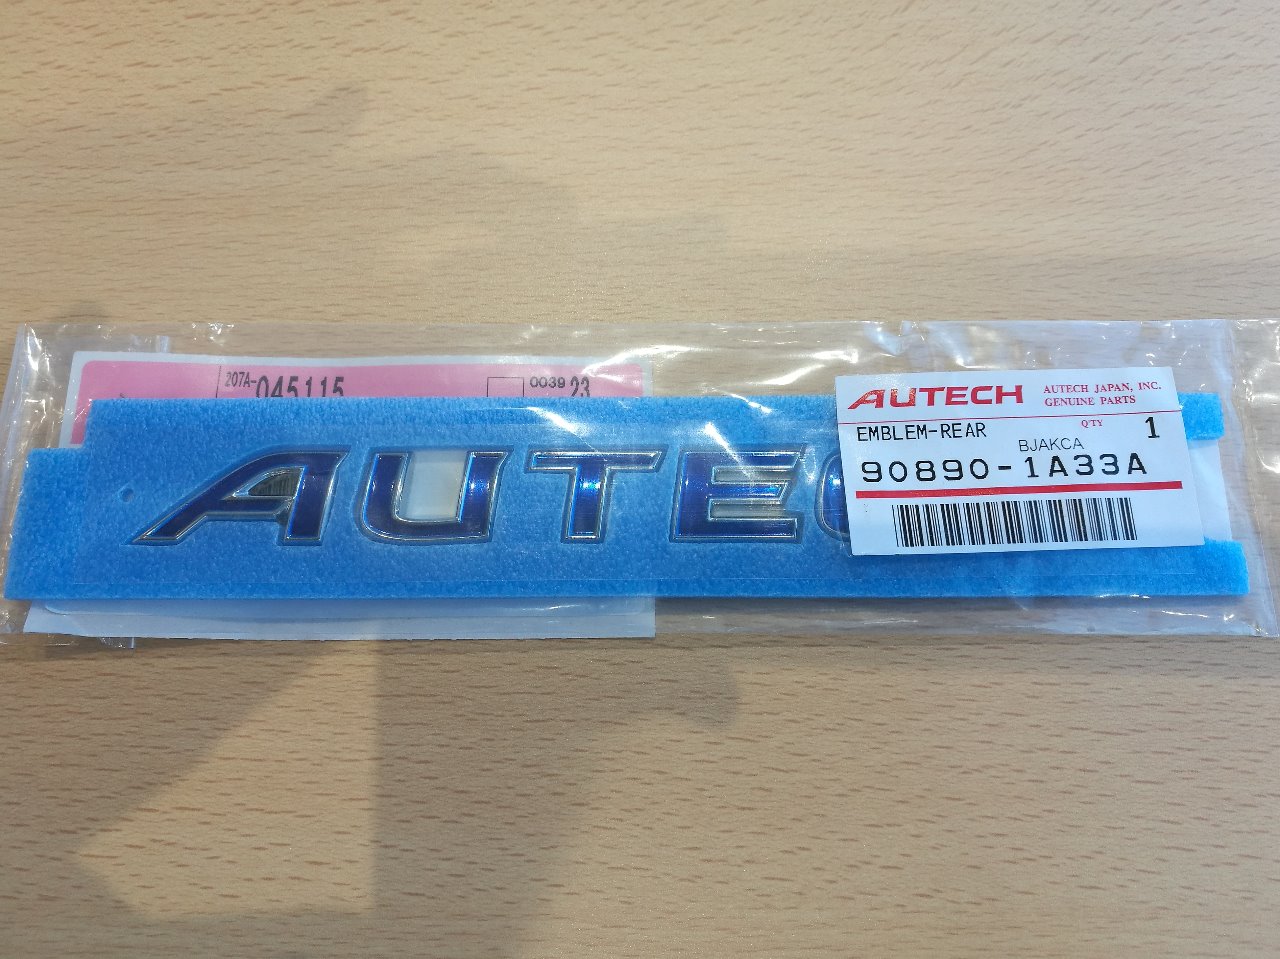 207A-045115
0039 23
AUTEC
AUTECH
AUTECH JAPAN, INC.
GENUINE PARTS
EMBLEM-REAR
Q'TY
1
BJAKCA
90890-1A33A